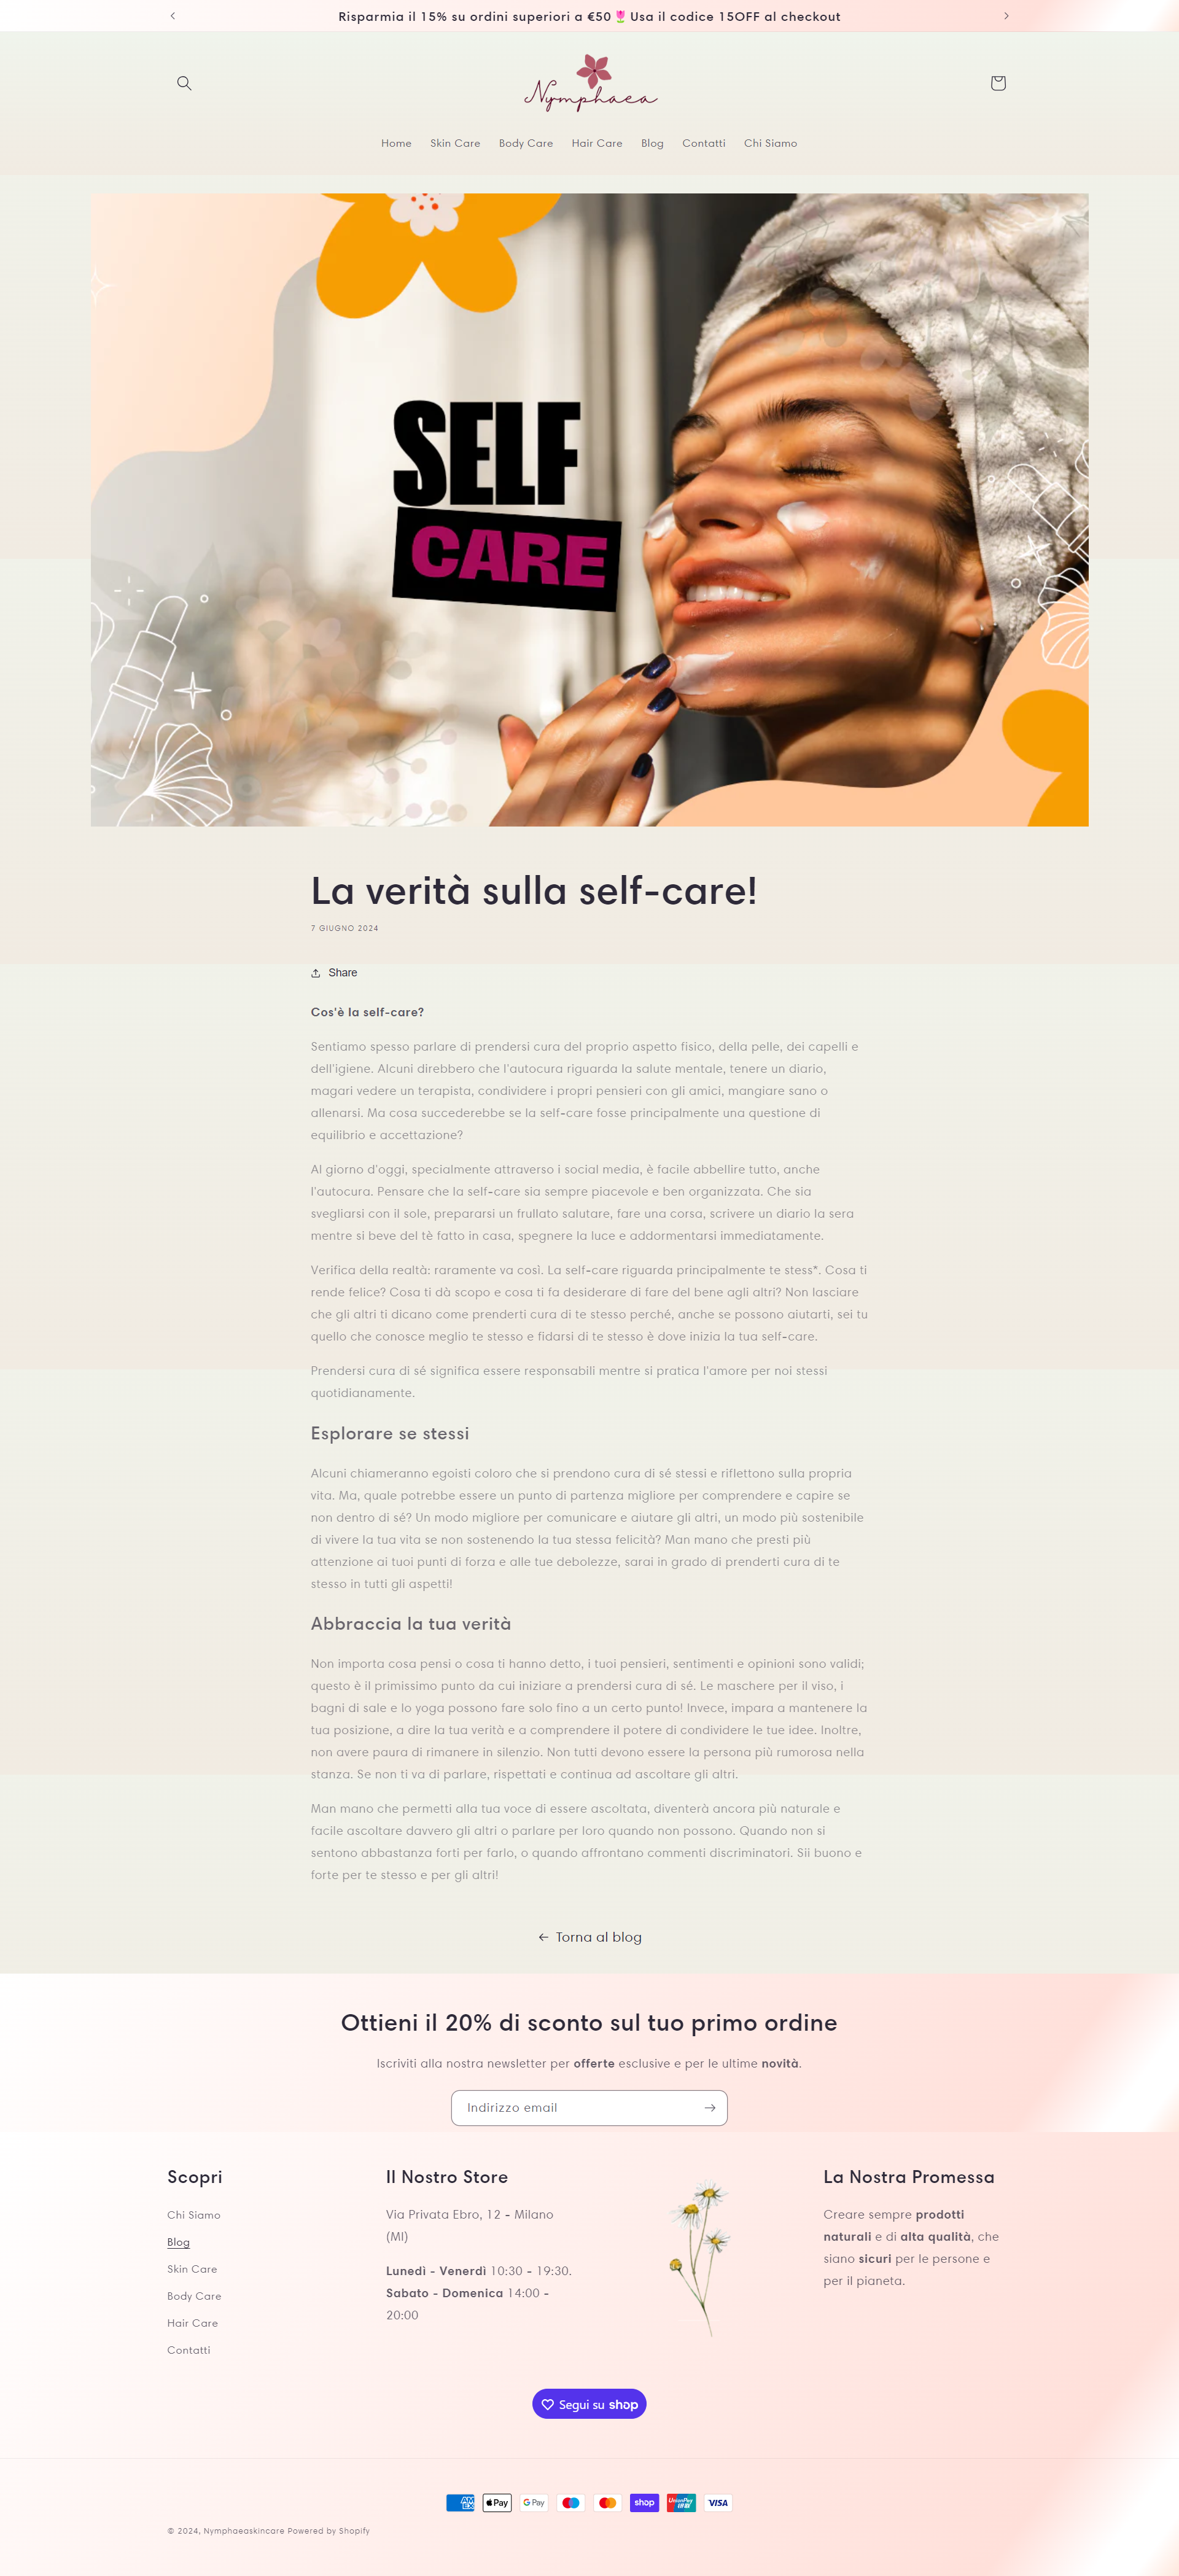 Risparmia il 15% su ordini superiori a €50🌷Usa il codice 15OFF al checkout
Nymphaea
Home Skin Care Body Care Hair Care Blog Contatti Chi Siamo
SELF
CARE
La verità sulla self-care!
7 GIUGNO 2024
Share
Cos'è la self-care?
Sentiamo spesso parlare di prendersi cura del proprio aspetto fisico, della pelle, dei capelli e
dell'igiene. Alcuni direbbero che l'autocura riguarda la salute mentale, tenere un diario,
magari vedere un terapista, condividere i propri pensieri con gli amici, mangiare sano o
allenarsi. Ma cosa succederebbe se la self-care fosse principalmente una questione di
equilibrio e accettazione?
Al giorno d'oggi, specialmente attraverso i social media, è facile abbellire tutto, anche
l'autocura. Pensare che la self-care sia sempre piacevole e ben organizzata. Che sia
svegliarsi con il sole, prepararsi un frullato salutare, fare una corsa, scrivere un diario la sera
mentre si beve del tè fatto in casa, spegnere la luce e addormentarsi immediatamente.
Verifica della realtà: raramente va così. La self-care riguarda principalmente te stess*. Cosa ti
rende felice? Cosa ti dà scopo e cosa ti fa desiderare di fare del bene agli altri? Non lasciare
che gli altri ti dicano come prenderti cura di te stesso perché, anche se possono aiutarti, sei tu
quello che conosce meglio te stesso e fidarsi di te stesso è dove inizia la tua self-care.
Prendersi cura di sé significa essere responsabili mentre si pratica l'amore per noi stessi
quotidianamente.
Esplorare se stessi
Alcuni chiameranno egoisti coloro che si prendono cura di sé stessi e riflettono sulla propria
vita. Ma, quale potrebbe essere un punto di partenza migliore per comprendere e capire se
non dentro di sé? Un modo migliore per comunicare e aiutare gli altri, un modo più sostenibile
di vivere la tua vita se non sostenendo la tua stessa felicità? Man mano che presti più
attenzione ai tuoi punti di forza e alle tue debolezze, sarai in grado di prenderti cura di te
stesso in tutti gli aspetti!
Abbraccia la tua verità
Non importa cosa pensi o cosa ti hanno detto, i tuoi pensieri, sentimenti e opinioni sono validi;
questo è il primissimo punto da cui iniziare a prendersi cura di sé. Le maschere per il viso, i
bagni di sale e lo yoga possono fare solo fino a un certo punto! Invece, impara a mantenere la
tua posizione, a dire la tua verità e a comprendere il potere di condividere le tue idee. Inoltre,
non avere paura di rimanere in silenzio. Non tutti devono essere la persona più rumorosa nella
stanza. Se non ti va di parlare, rispettati e continua ad ascoltare gli altri.
Man mano che permetti alla tua voce di essere ascoltata, diventerà ancora più naturale e
facile ascoltare davvero gli altri o parlare per loro quando non possono. Quando non si
sentono abbastanza forti per farlo, o quando affrontano commenti discriminatori. Sii buono e
forte per te stesso e per gli altri!
← Torna al blog
Ottieni il 20% di sconto sul tuo primo ordine
Iscriviti alla nostra newsletter per offerte esclusive e per le ultime novità.
Indirizzo email
Scopri
Chi Siamo
Blog
Skin Care
Body Care
Hair Care
Contatti
Il Nostro Store
Via Privata Ebro, 12 - Milano
(MI)
Lunedì - Venerdì 10:30 - 19:30.
Sabato - Domenica 14:00 -
20:00
La Nostra Promessa
Creare sempre prodotti
naturali e di alta qualità, che
siano sicuri per le persone e
per il pianeta.
Segui su shop
AMEX Pay G Pay shop UnionPay 银联 VISA
© 2024, Nymphaeaskincare Powered by Shopify